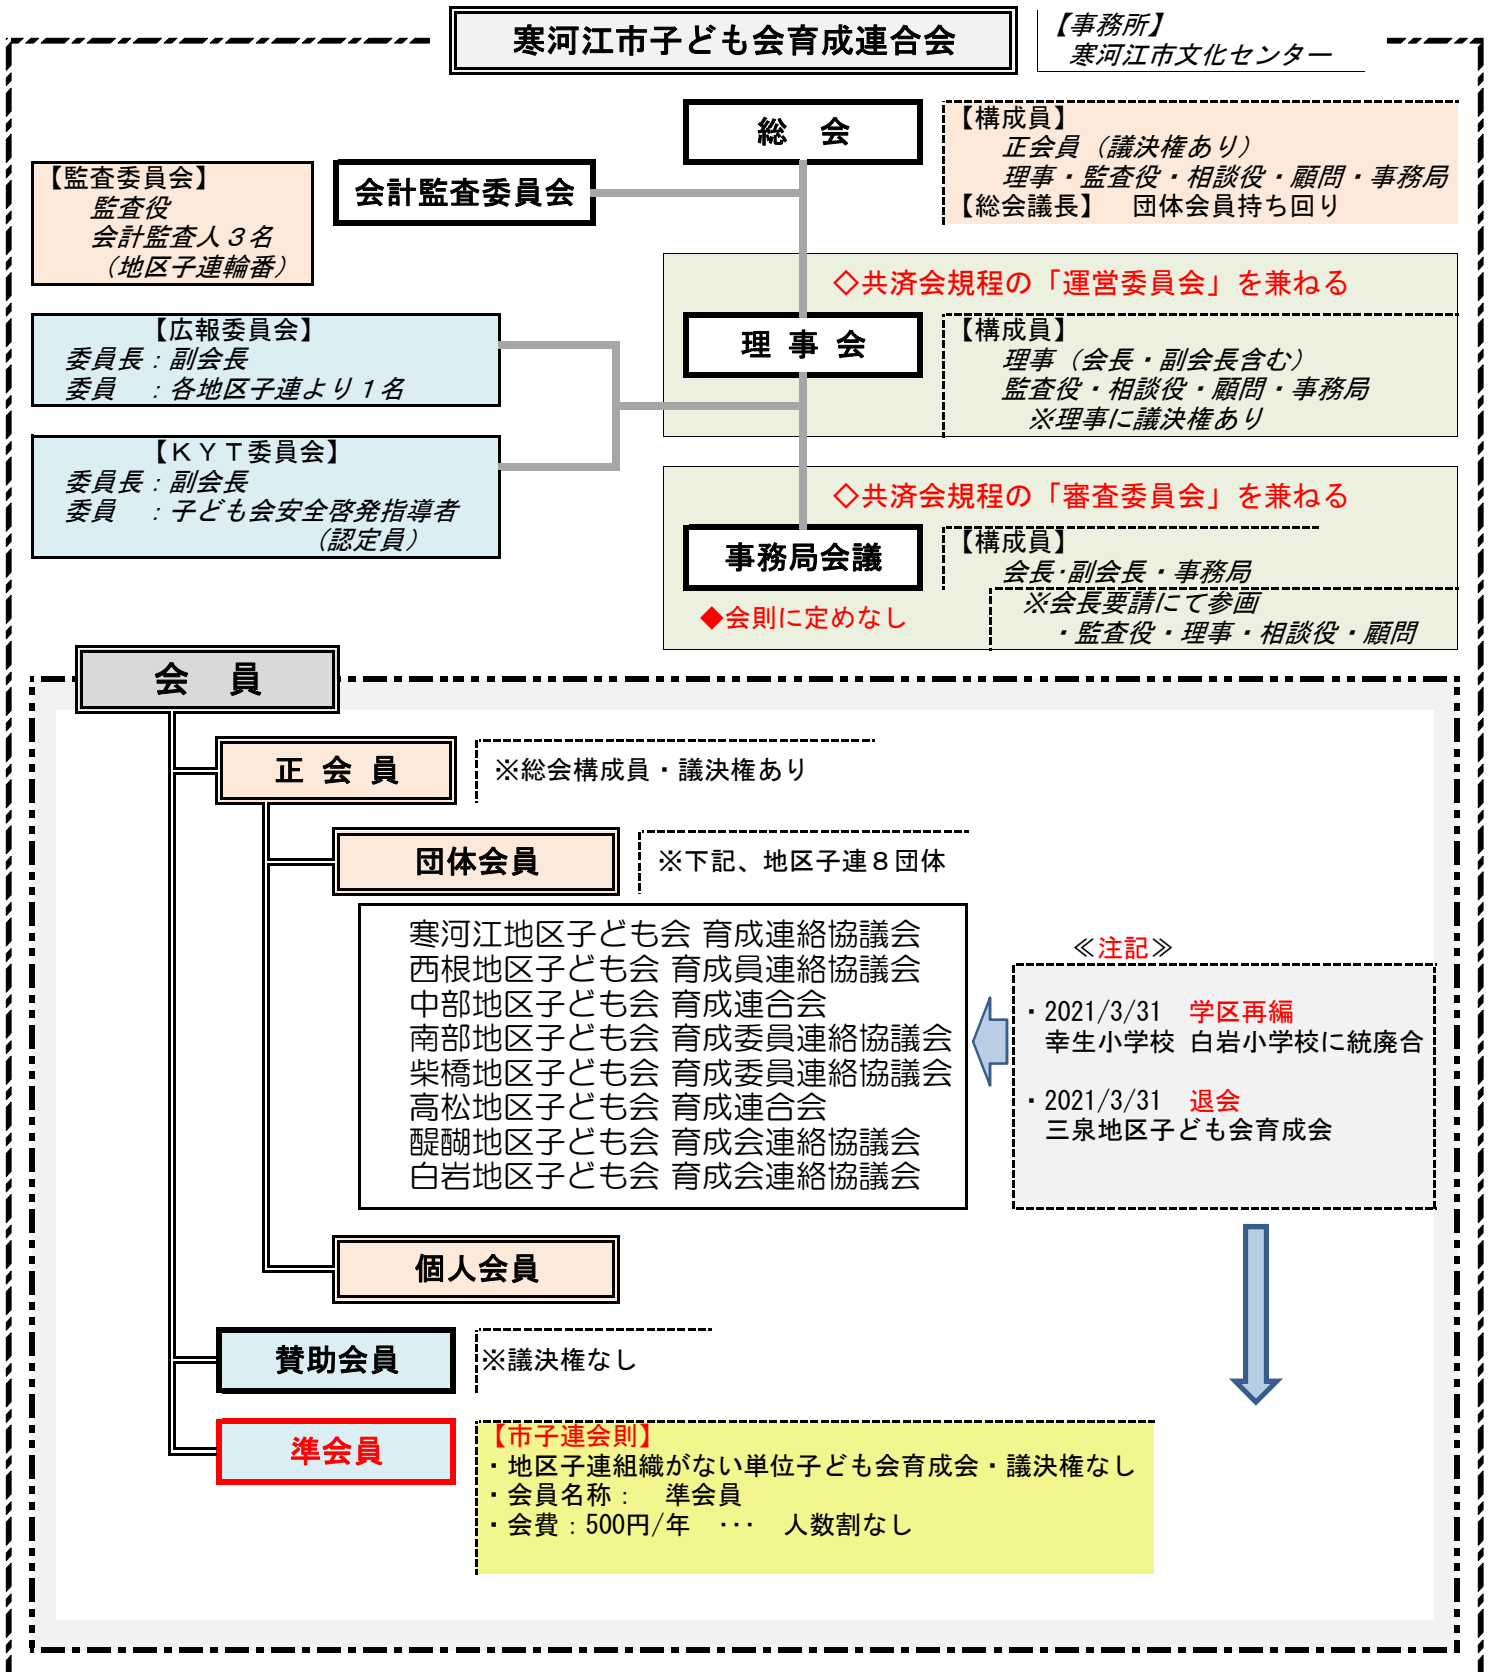 寒河江市子ども会育成連合会
【事務所】
寒河江市文化センター
総　会
【構成員】
正会員（議決権あり）
理事・監査役・相談役・顧問・事務局
【総会議長】　団体会員持ち回り
会計監査委員会
【監査委員会】
監査役
会計監査人３名
（地区子連輪番）
◇共済会規程の「運営委員会」を兼ねる
理 事 会
【構成員】
理事（会長・副会長含む）
監査役・相談役・顧問・事務局
※理事に議決権あり
【広報委員会】
委員長：副会長
委員　：各地区子連より１名
【ＫＹＴ委員会】
委員長：副会長
委員　：子ども会安全啓発指導者
（認定員）
◇共済会規程の「審査委員会」を兼ねる
事務局会議
【構成員】
会長・副会長・事務局
※会長要請にて参画
・監査役・理事・相談役・顧問
◆会則に定めなし
会　員
正 会 員
※総会構成員・議決権あり
団体会員
※下記、地区子連８団体
寒河江地区子ども会 育成連絡協議会
西根地区子ども会 育成員連絡協議会
中部地区子ども会 育成連合会
南部地区子ども会 育成委員連絡協議会
柴橋地区子ども会 育成委員連絡協議会
高松地区子ども会 育成連合会
醍醐地区子ども会 育成会連絡協議会
白岩地区子ども会 育成会連絡協議会
≪注記≫
・2021/3/31　学区再編
幸生小学校 白岩小学校に統廃合
・2021/3/31　退会
三泉地区子ども会育成会
個人会員
賛助会員
※議決権なし
準会員
【市子連会則】
・地区子連組織がない単位子ども会育成会・議決権なし
・会員名称：　準会員
・会費：500円/年　･･･　人数割なし